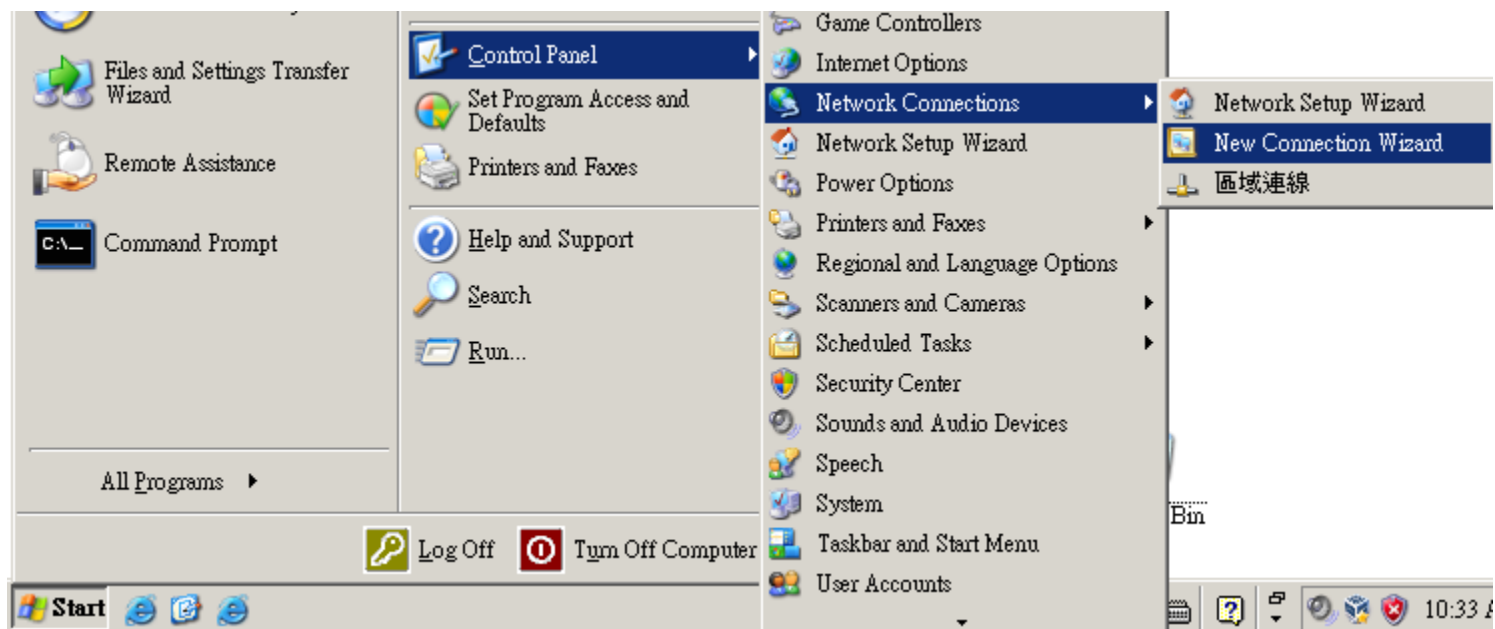 Files and Settings Transfer
Wizard
Remote Assistance
C:\_
Command Prompt
All Programs
Control Panel
Set Program Access and
Defaults
Printers and Faxes
Help and Support
Search
Run...
Log Off
Turn Off Computer
Game Controllers
Internet Options
Network Connections
Network Setup Wizard
Power Options
Printers and Faxes
Regional and Language Options
Scanners and Cameras
Scheduled Tasks
Security Center
Sounds and Audio Devices
Speech
System
Taskbar and Start Menu
User Accounts
Network Setup Wizard
New Connection Wizard
區域連線
Bin
Start
10:33